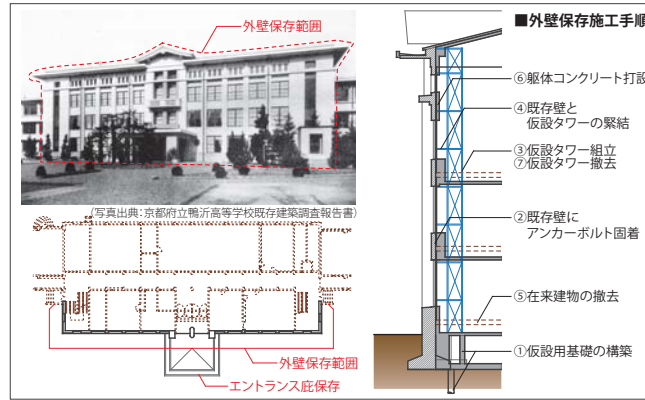 外壁保存範囲
(写真出典:京都府立鴨沂高等学校既存建築調査報告書)
外壁保存範囲
エントランス庇保存
■外壁保存施工手順
⑥躯体コンクリート打設
④既存壁と
仮設タワーの緊結
③仮設タワー組立
⑦仮設タワー撤去
②既存壁に
アンカーボルト固着
⑤在来建物の撤去
①仮設用基礎の構築